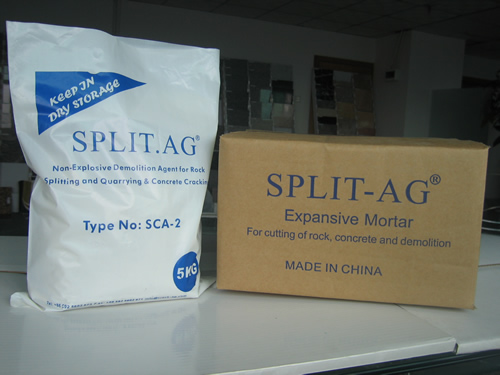 KEEP IN
DRY STORAGE
SPLIT.AG®
Non-Explosive Demolition Agent for Rock
Splitting and Quarrying & Concrete Crackin
Type No: SCA-2
5KG
SPLIT-AG®
Expansive Mortar
For cutting of rock, concrete and demolition
MADE IN CHINA